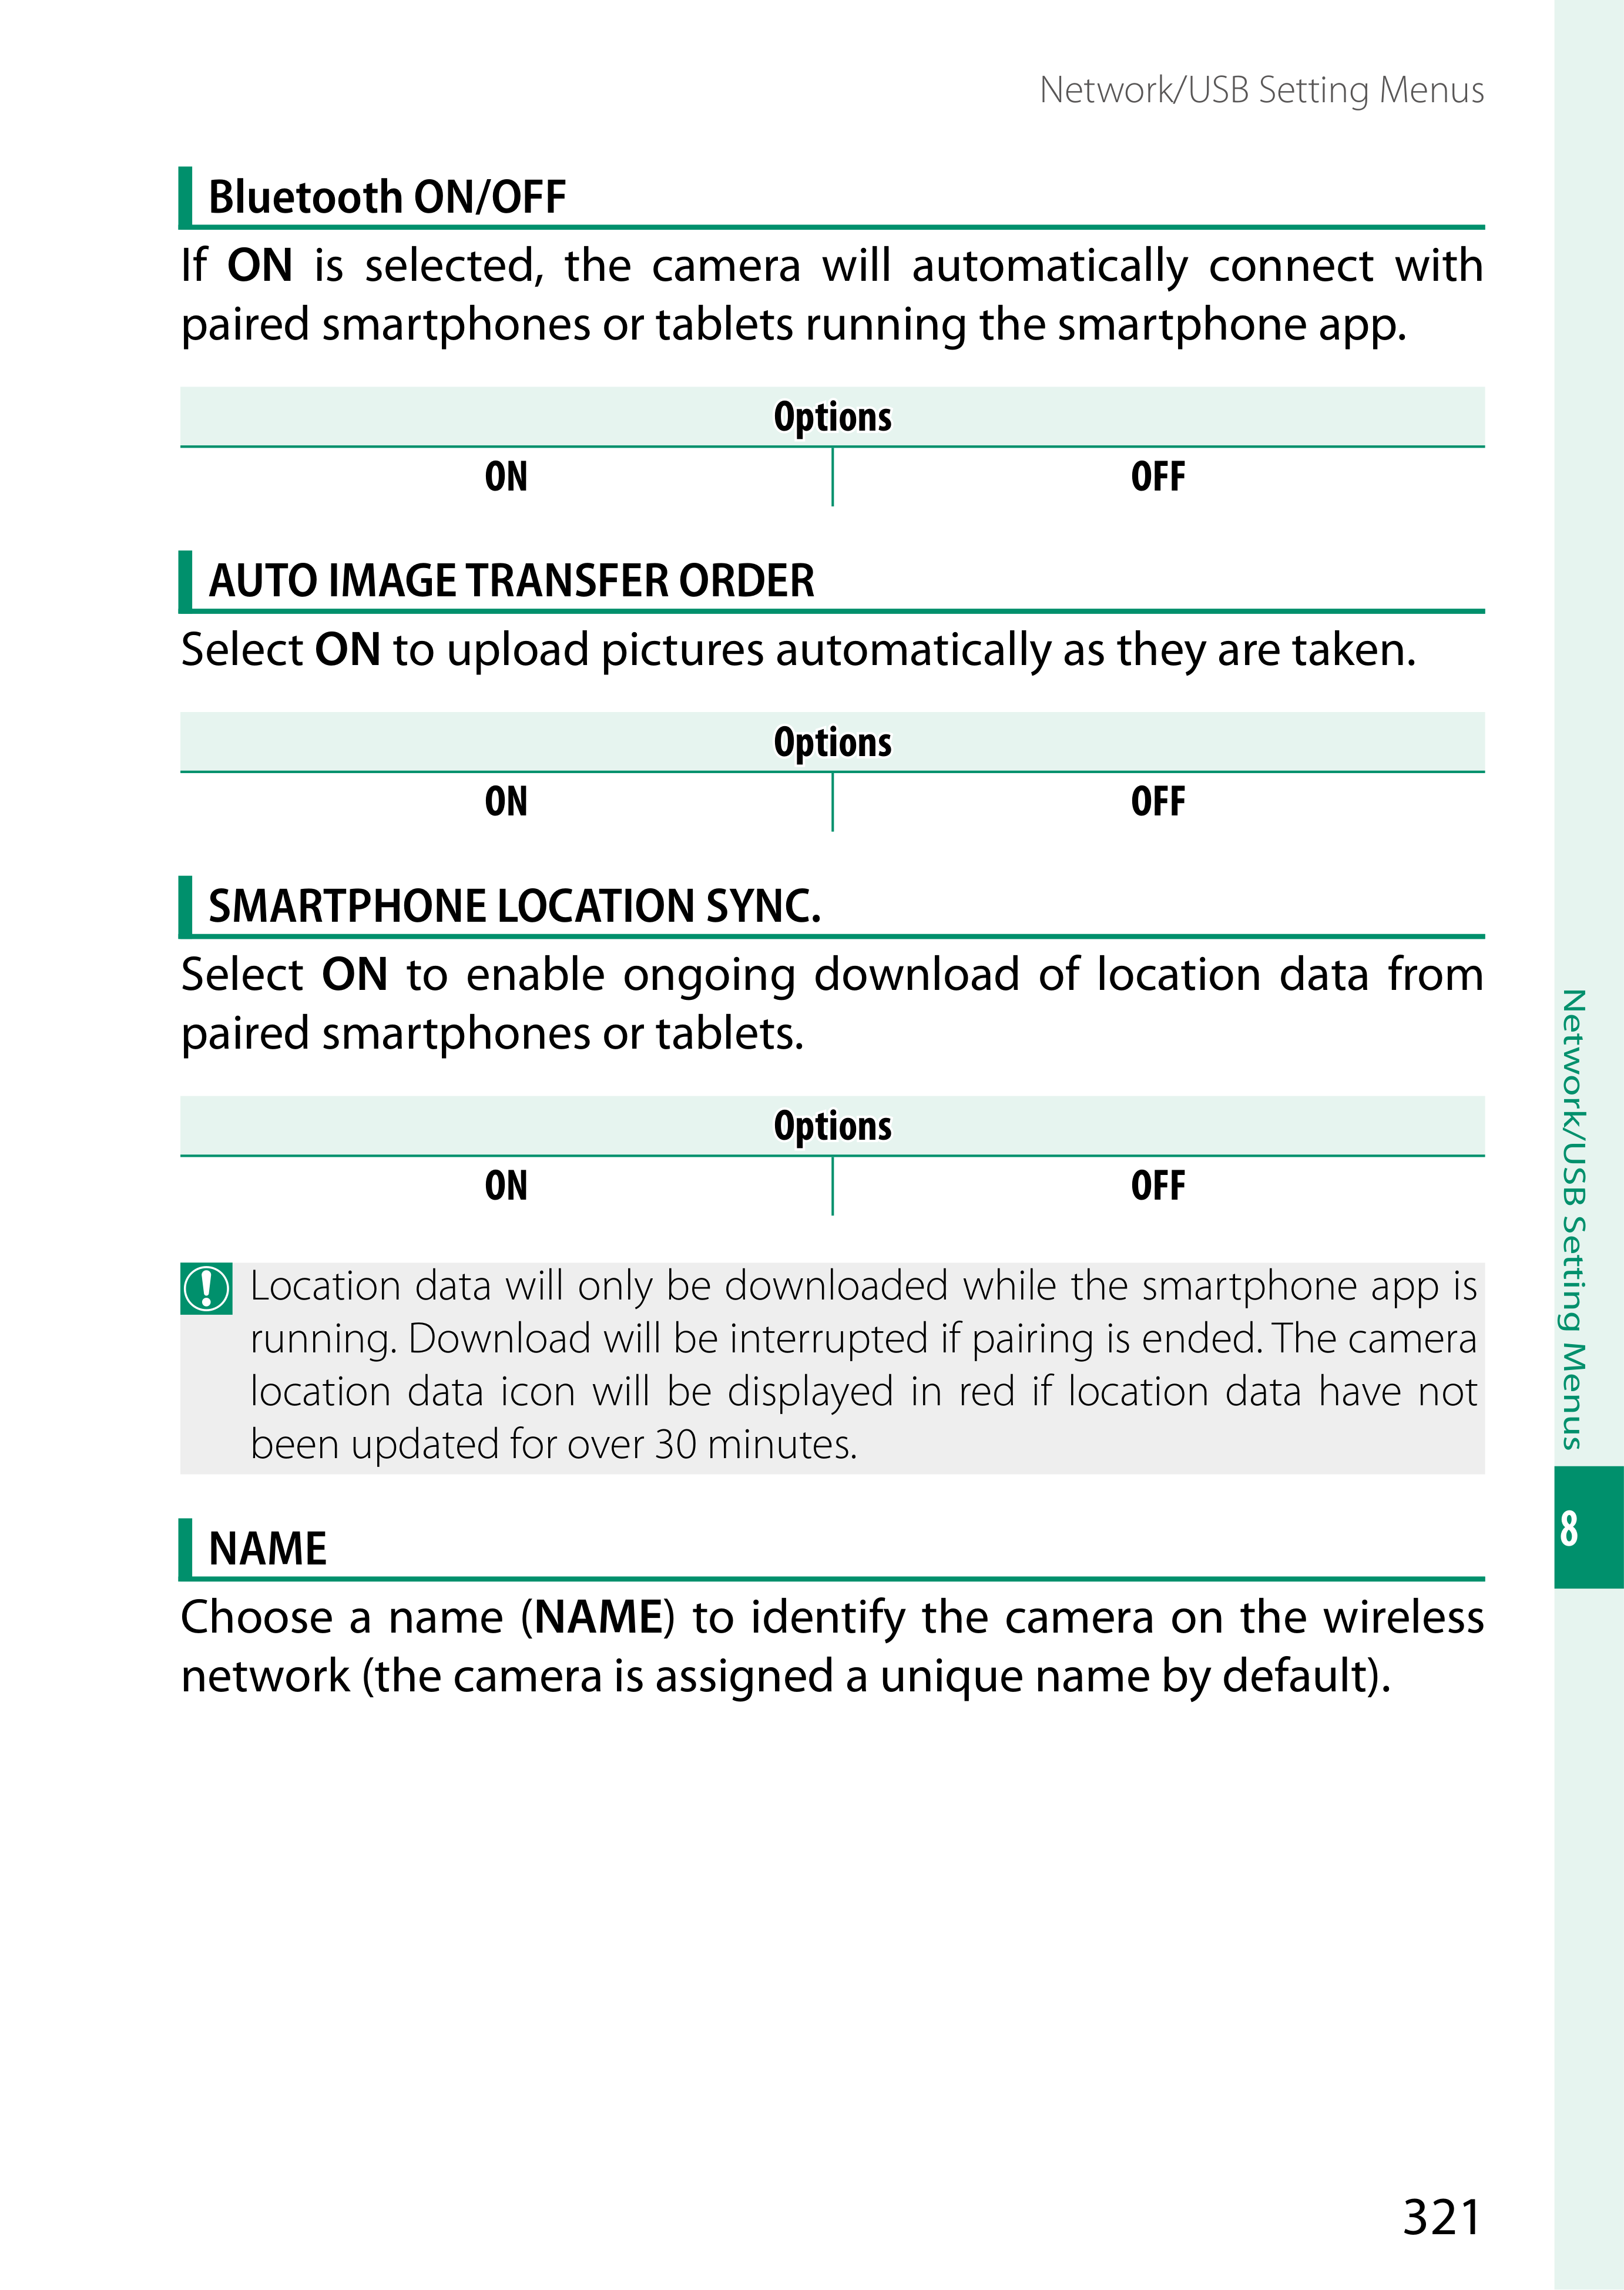 Network/USB Setting Menus
Bluetooth ON/OFF
If ON is selected, the camera will automatically connect with
paired smartphones or tablets running the smartphone app.
Options
ON OFF
AUTO IMAGE TRANSFER ORDER
Select ON to upload pictures automatically as they are taken.
Options
ON OFF
SMARTPHONE LOCATION SYNC.
Select ON to enable ongoing download of location data from
paired smartphones or tablets.
Options
ON OFF
Location data will only be downloaded while the smartphone app is
running. Download will be interrupted if pairing is ended. The camera
location data icon will be displayed in red if location data have not
been updated for over 30 minutes.
NAME
Choose a name (NAME) to identify the camera on the wireless
network (the camera is assigned a unique name by default).
Network/USB Setting Menus
8
321